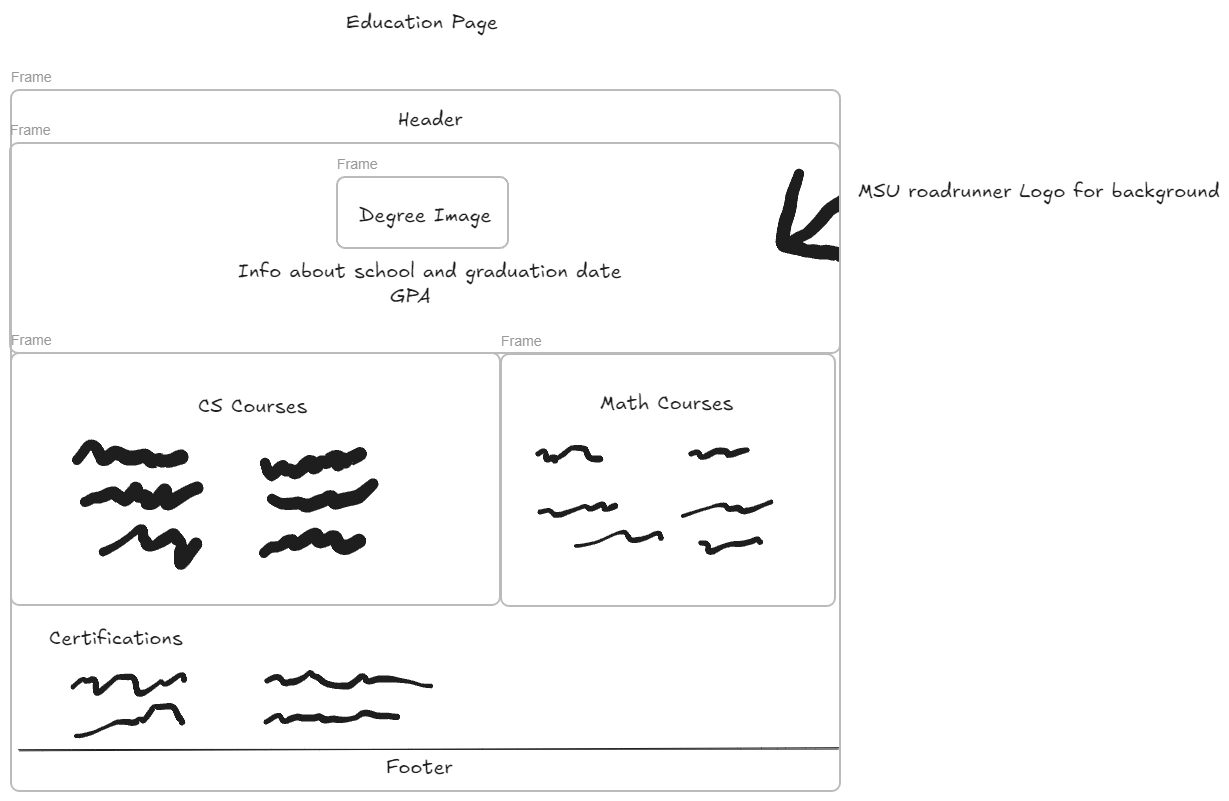 Education Page
Frame
Header
Frame
Frame
Degree Image
MSU roadrunner Logo for background
Info about school and graduation date
GPA
Frame
Frame
CS Courses
Math Courses
Certifications
Footer